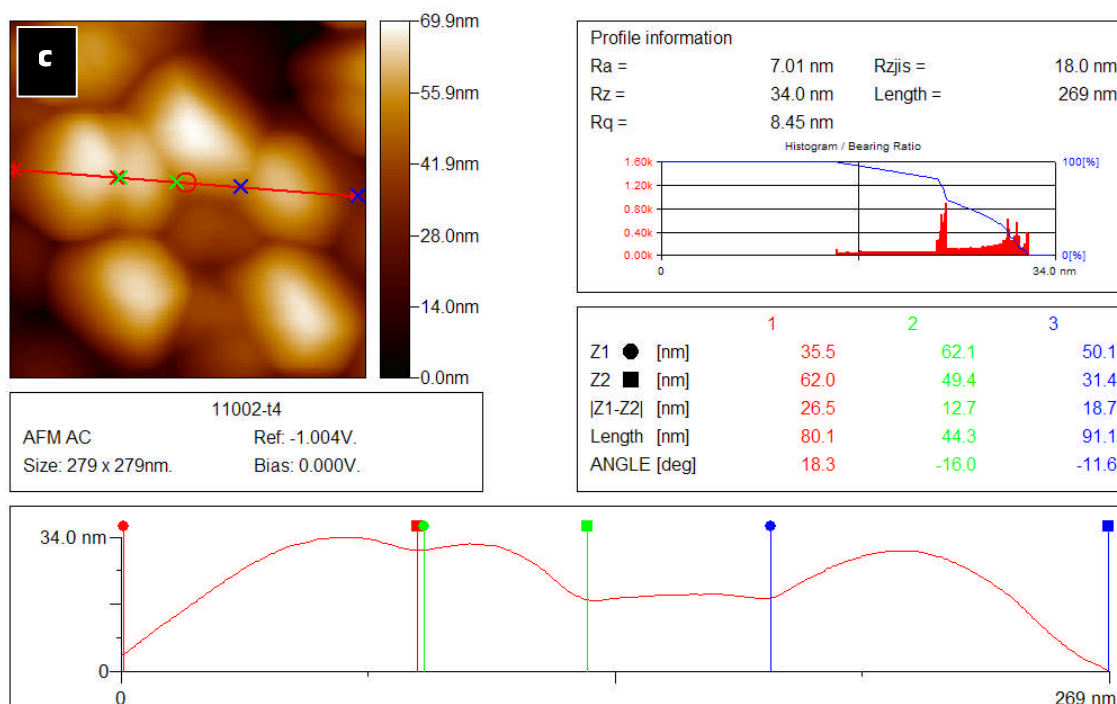 c
69.9nm
55.9nm
41.9nm
28.0nm
14.0nm
0.0nm
Profile information
Ra = 7.01 nm Rzjis = 18.0 nm
Rz = 34.0 nm Length = 269 nm
Rq = 8.45 nm
Histogram / Bearing Ratio
1.60k 100[%]
1.20k
0.80k
0.40k
0.00k 0[%]
0 34.0 nm
1 2 3
Z1 ● [nm] 35.5 62.1 50.1
Z2 ■ [nm] 62.0 49.4 31.4
|Z1-Z2| [nm] 26.5 12.7 18.7
Length [nm] 80.1 44.3 91.1
ANGLE [deg] 18.3 -16.0 -11.6
11002-t4
AFM AC Ref: -1.004V.
Size: 279 x 279nm. Bias: 0.000V.
34.0 nm
0
0 269 nm